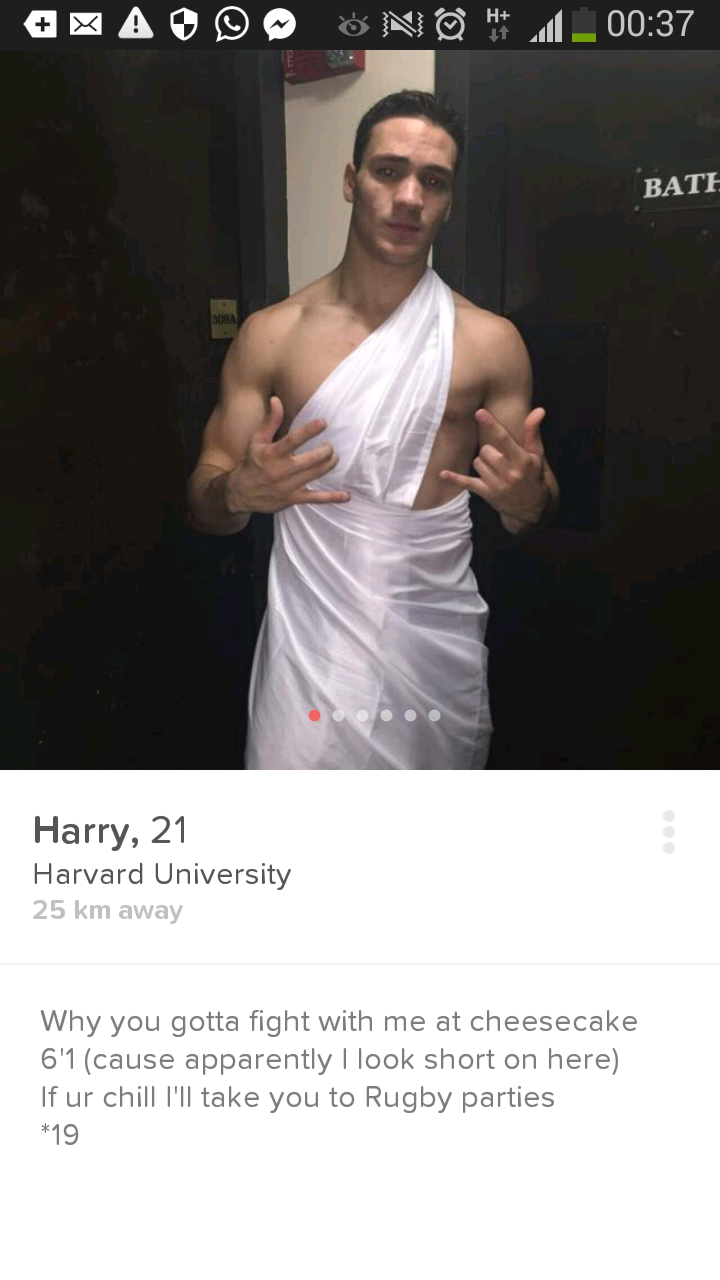 H+
00:37
BATH
309A
Harry, 21
Harvard University
25 km away
Why you gotta fight with me at cheesecake
6'1 (cause apparently I look short on here)
If ur chill I'll take you to Rugby parties
*19